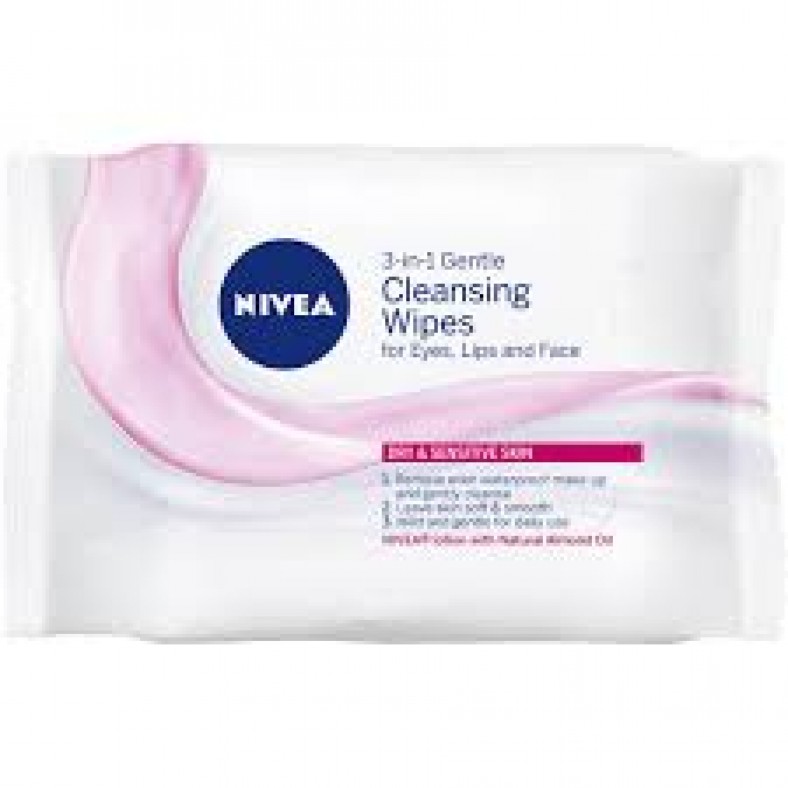 NIVEA
3-in-1 Gentle
Cleansing
Wipes
for Eyes, Lips and Face
DRY & SENSITIVE SKIN
1. Remove even waterproof make up
and gently cleanse
2. Leave skin soft & smooth
3. Mild and gentle for daily use
NIVEA® lotion with Natural Almond Oil